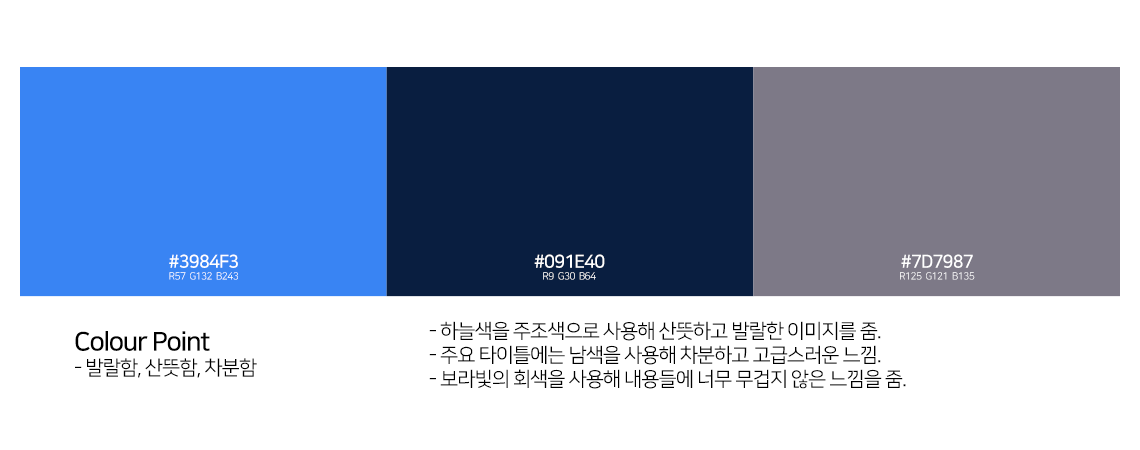 #3984F3
R57 G132 B243
#091E40
R9 G30 B64
#7D7987
R125 G121 B135
Colour Point
- 발랄함, 산뜻함, 차분함
- 하늘색을 주조색으로 사용해 산뜻하고 발랄한 이미지를 줌.
- 주요 타이틀에는 남색을 사용해 차분하고 고급스러운 느낌.
- 보라빛의 회색을 사용해 내용들에 너무 무겁지 않은 느낌을 줌.